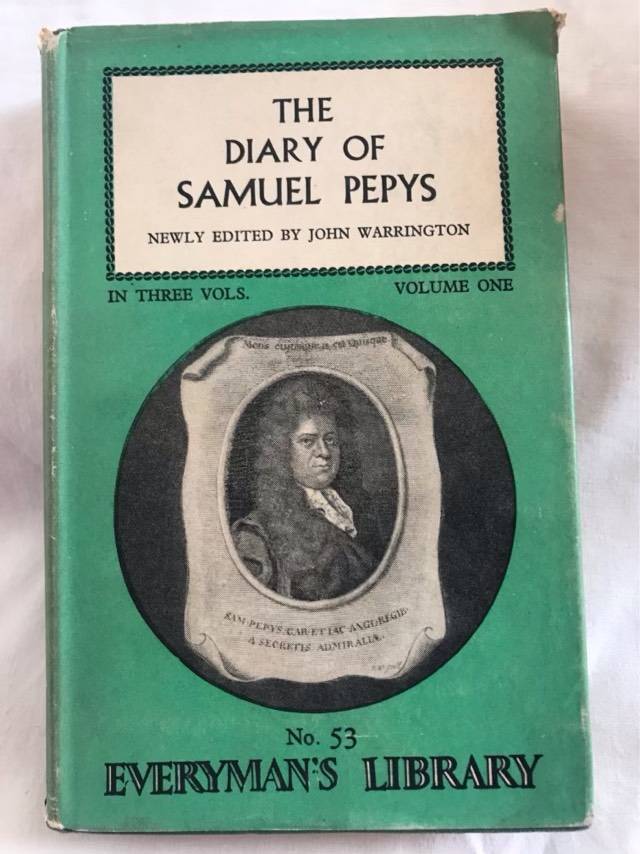 THE
DIARY OF
SAMUEL PEPYS
NEWLY EDITED BY JOHN WARRINGTON
IN THREE VOLS.
VOLUME ONE
Mens cujusque is est Quisque
SAM·PEPYS·CAR·ET·IAC·ANGL·REGIB·
A SECRETIS ADMIRALIÆ·
No. 53
EVERYMAN'S LIBRARY